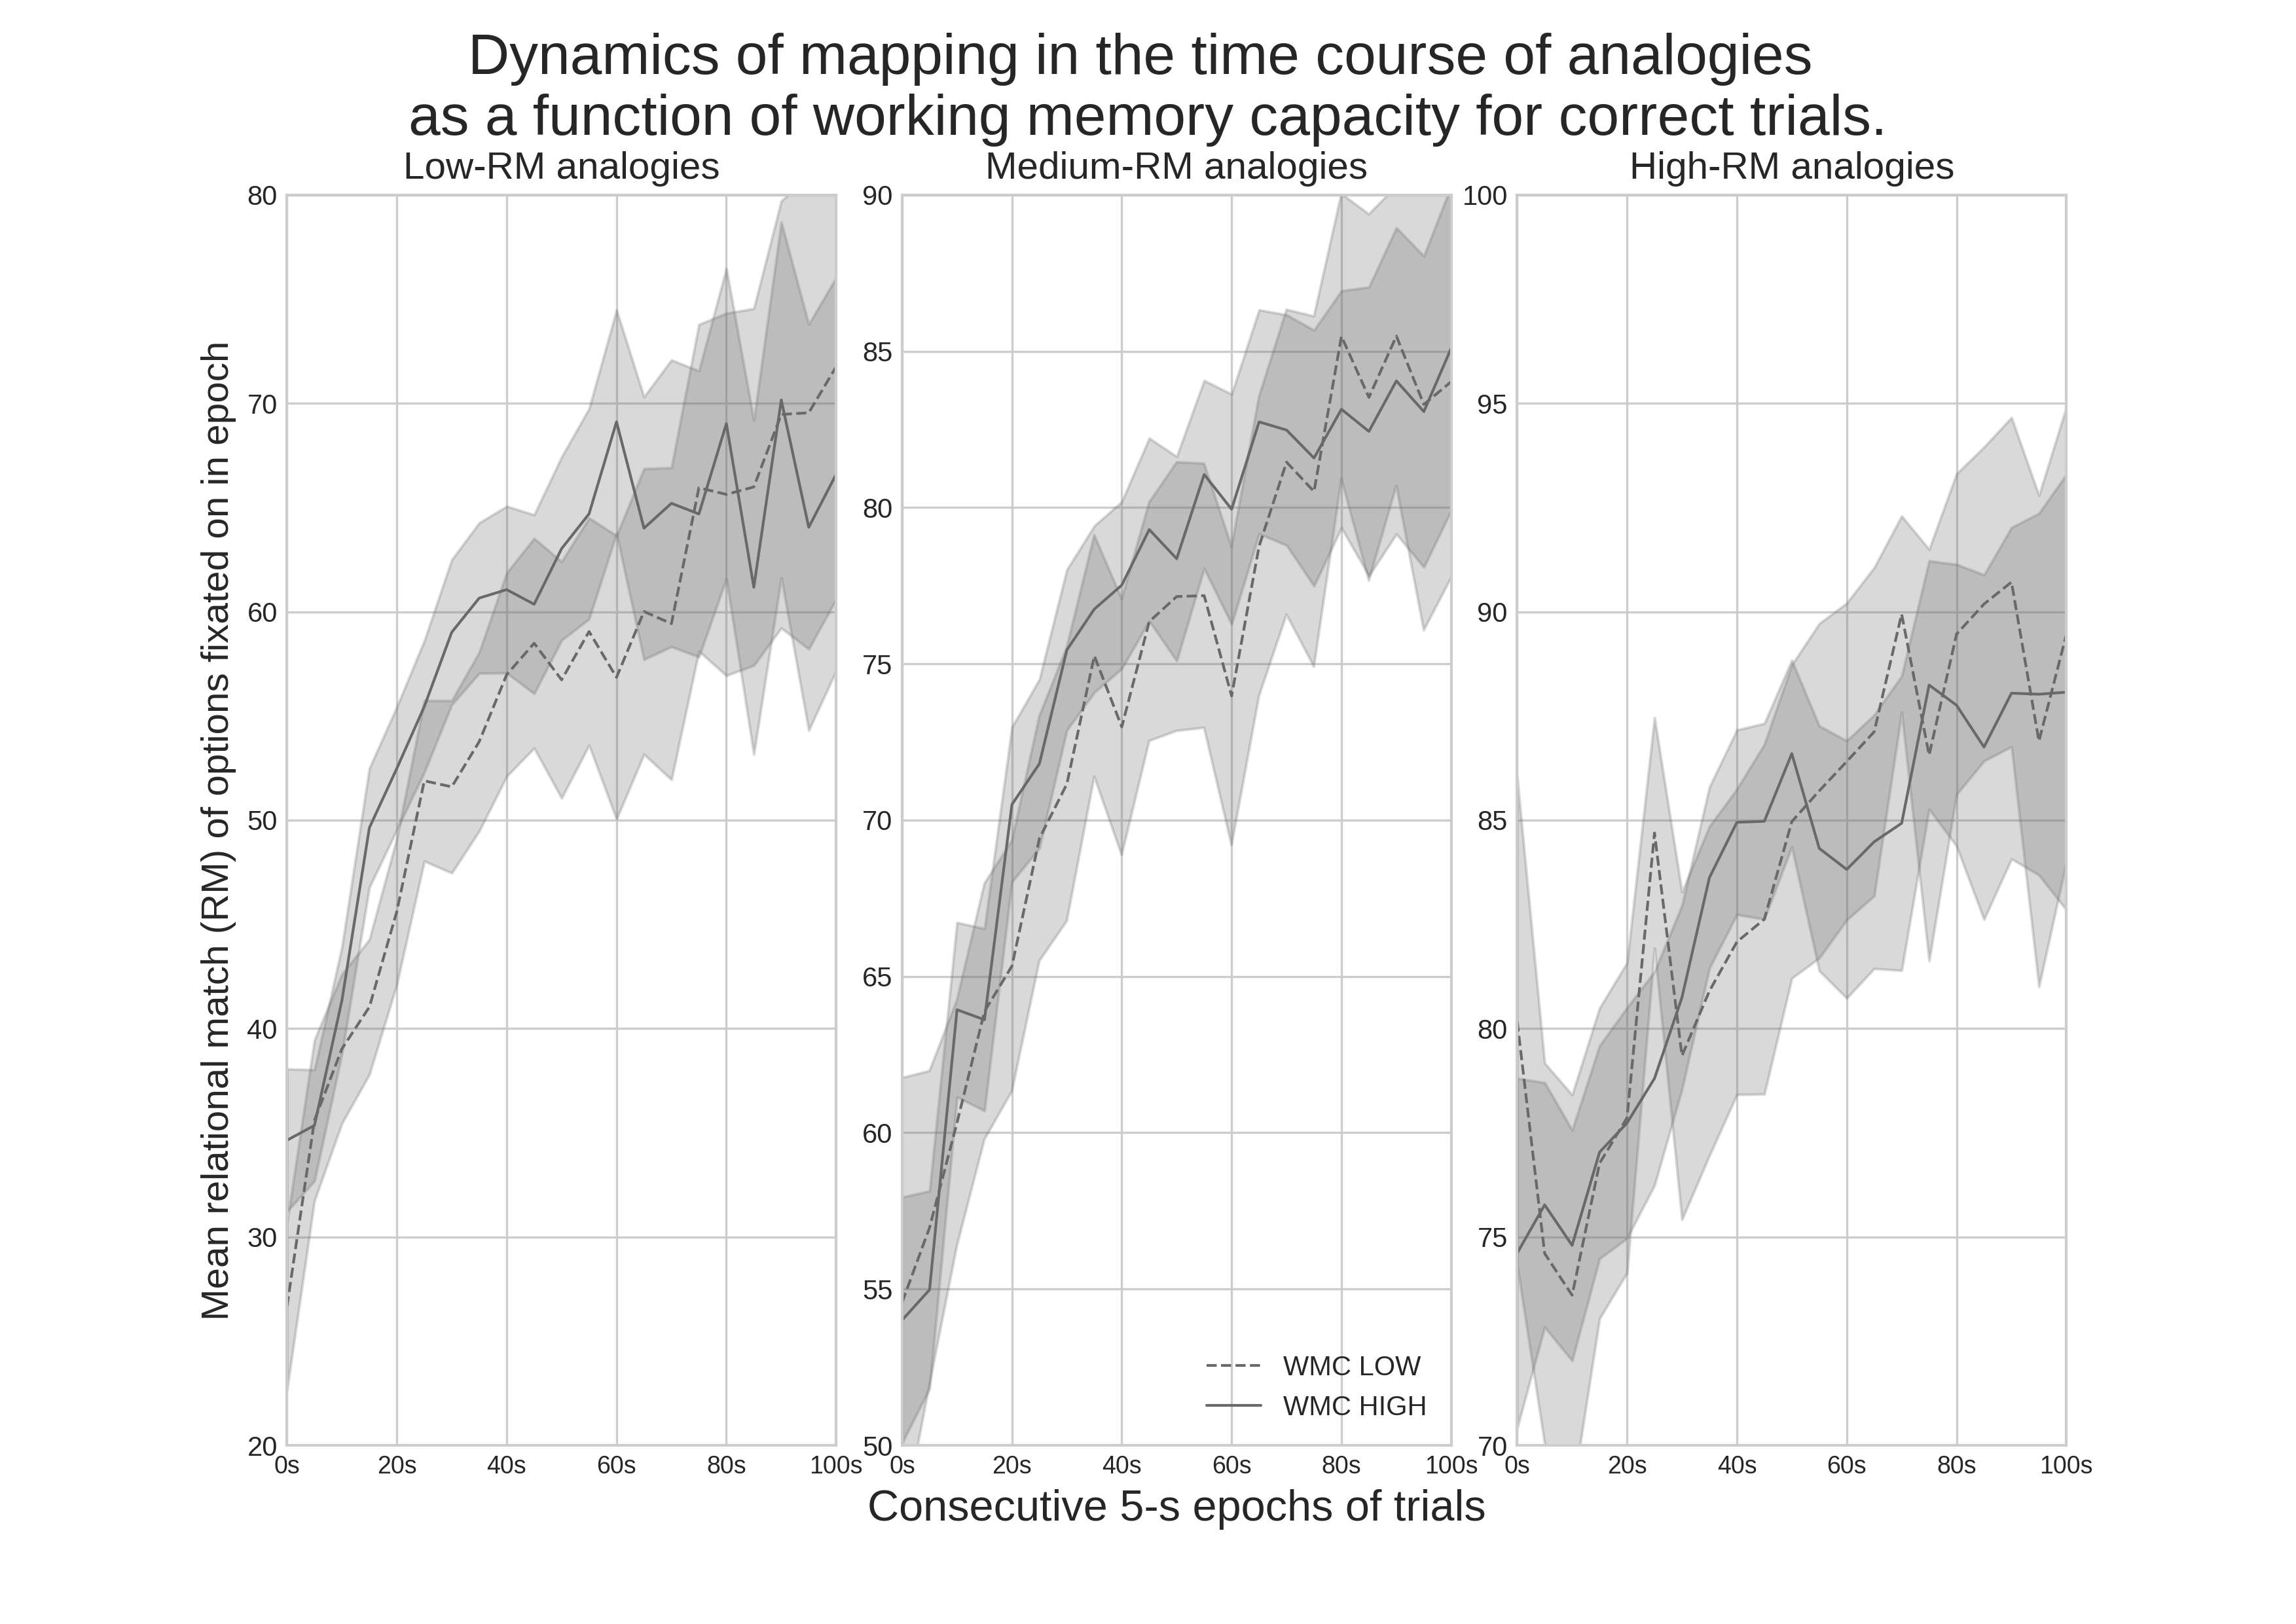 Dynamics of mapping in the time course of analogies
as a function of working memory capacity for correct trials.
Low-RM analogies
Medium-RM analogies
High-RM analogies
Mean relational match (RM) of options fixated on in epoch
80
70
60
50
40
30
20
0s 20s 40s 60s 80s 100s
90
85
80
75
70
65
60
55
50
0s 20s 40s 60s 80s 100s
WMC LOW
WMC HIGH
100
95
90
85
80
75
70
0s 20s 40s 60s 80s 100s
Consecutive 5-s epochs of trials